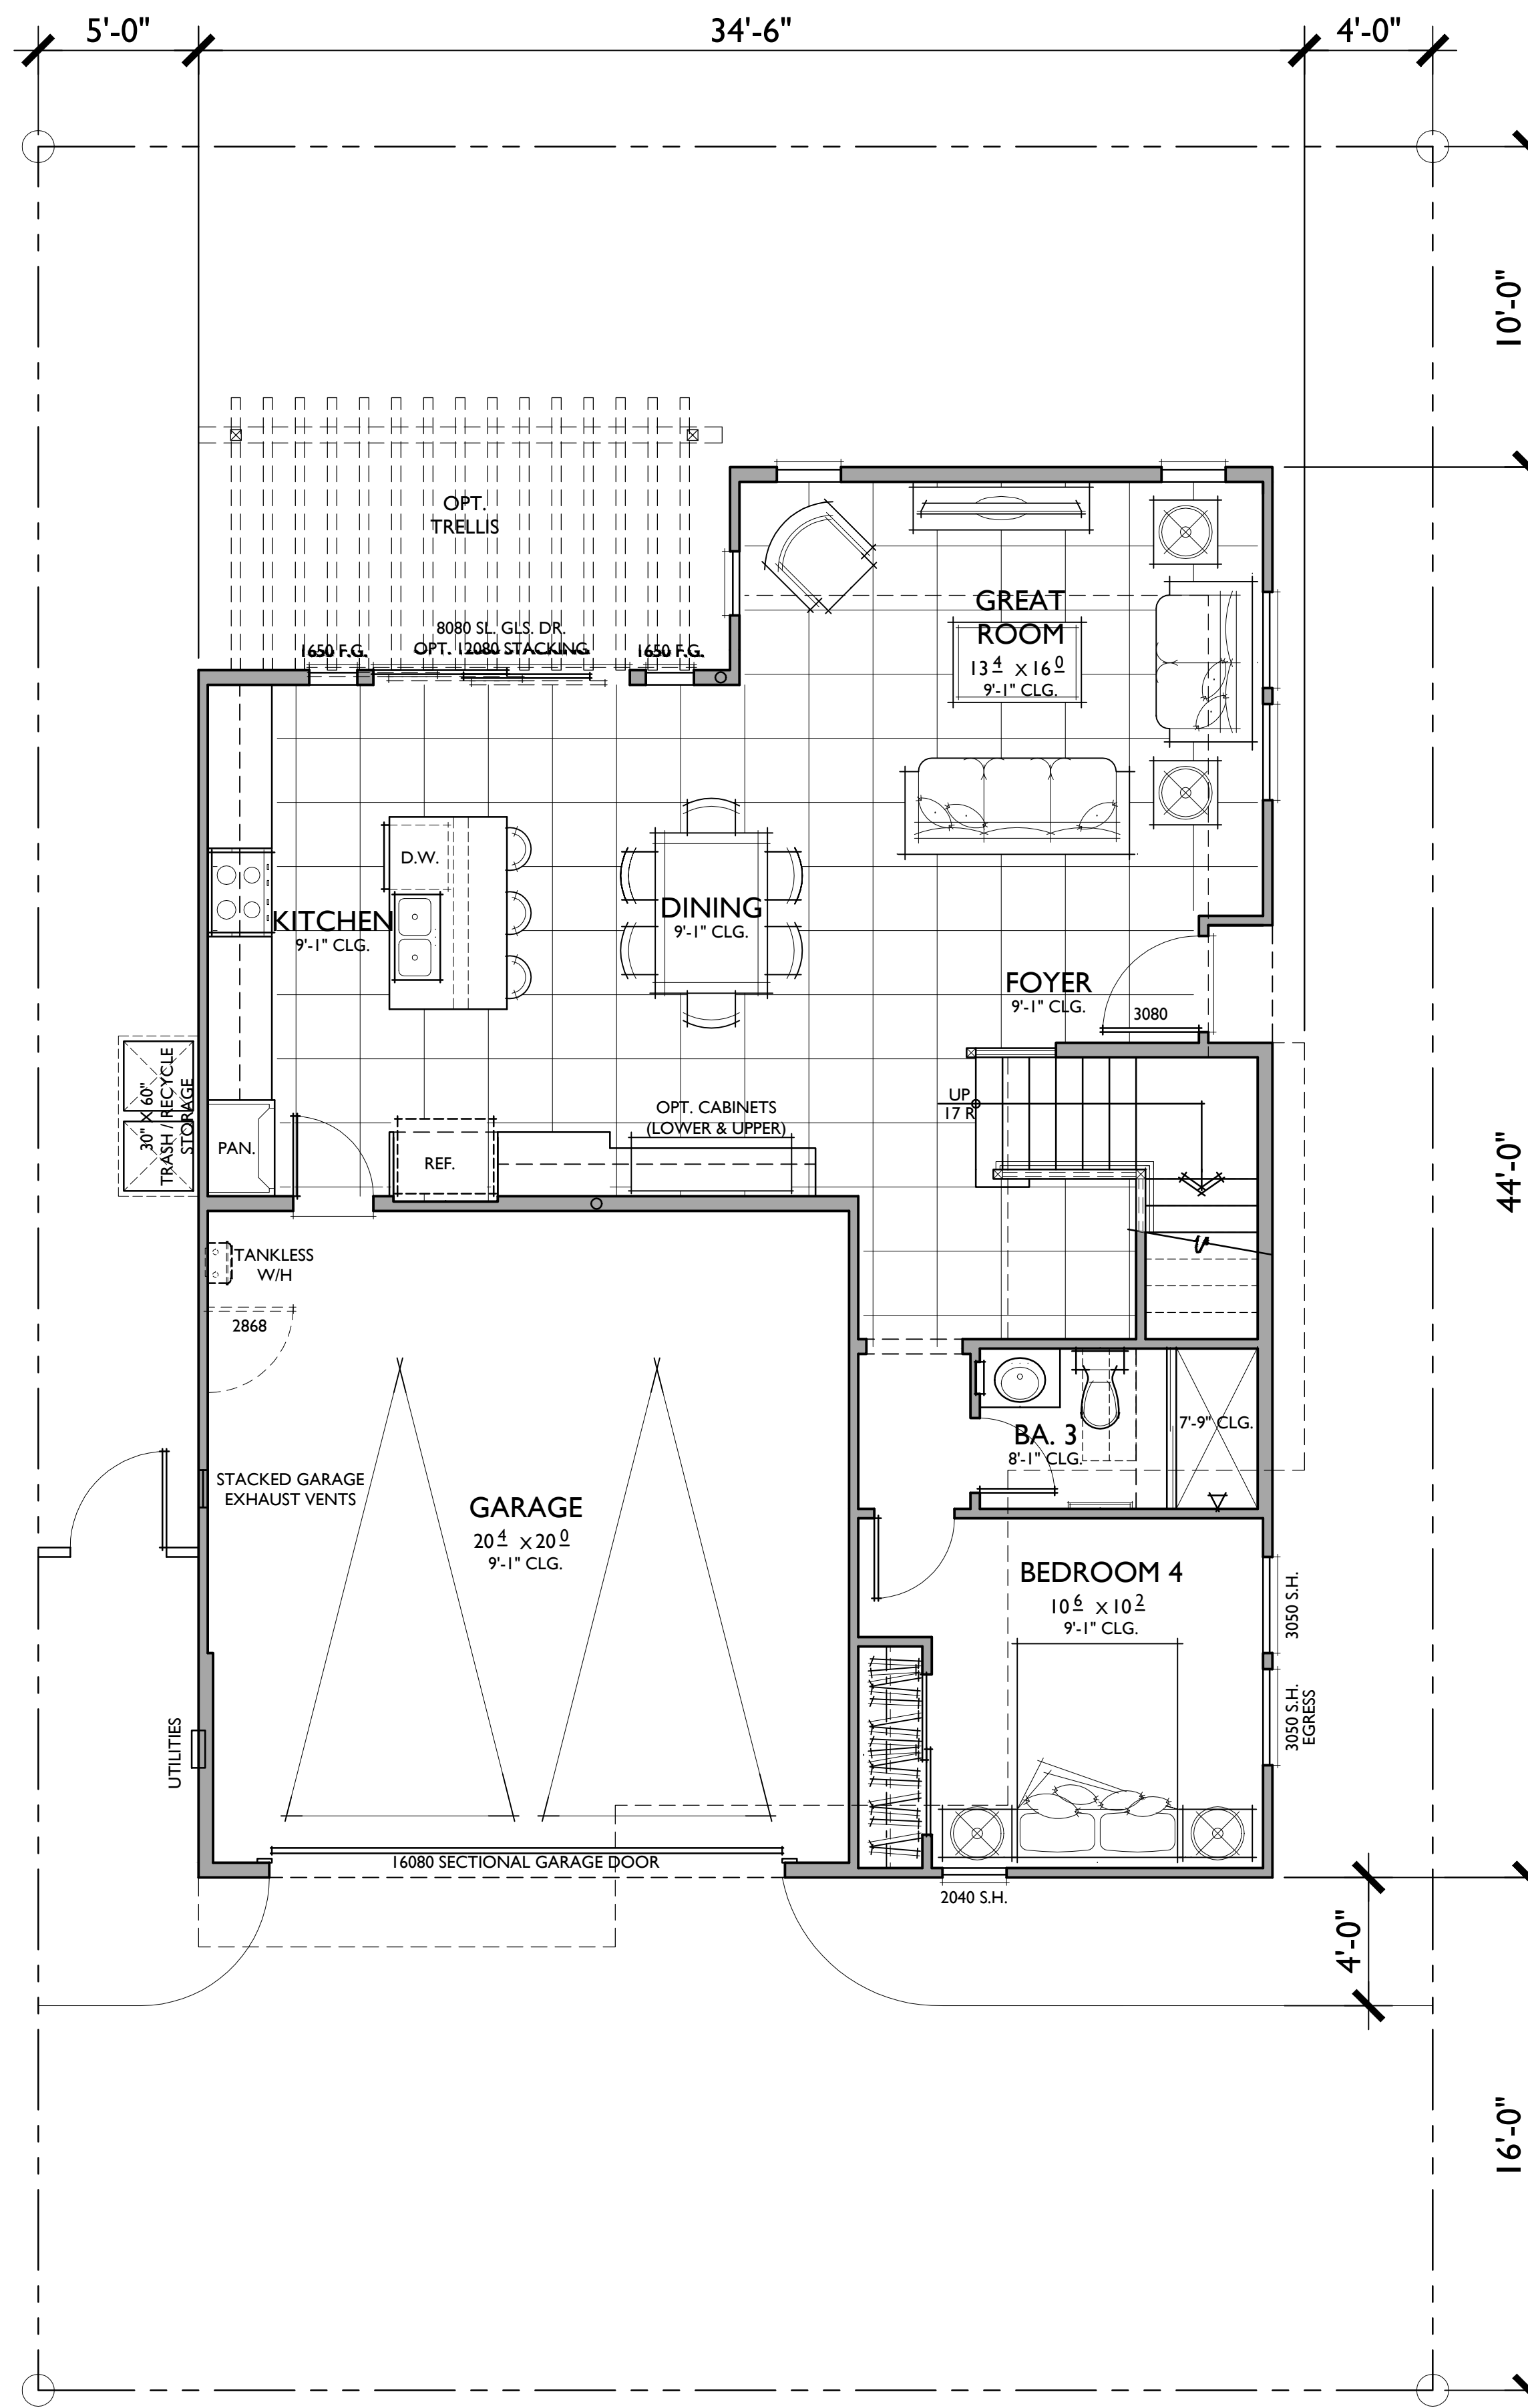 5'-0"
34'-6"
4'-0"
10'-0"
OPT.
TRELLIS
8080 SL. GLS. DR.
OPT. 12080 STACKING
1650 F.G.
1650 F.G.
GREAT
ROOM
13 4 X 16 0
9'-1" CLG.
D.W.
KITCHEN
9'-1" CLG.
DINING
9'-1" CLG.
FOYER
9'-1" CLG.
3080
30" X 60"
TRASH / RECYCLE
STORAGE
PAN.
REF.
OPT. CABINETS
(LOWER & UPPER)
UP
17 R
44'-0"
TANKLESS
W/H
2868
STACKED GARAGE
EXHAUST VENTS
GARAGE
20 4 X 20 0
9'-1" CLG.
BA. 3
8'-1" CLG.
7'-9" CLG.
BEDROOM 4
10 6 X 10 2
9'-1" CLG.
3050 S.H.
3050 S.H.
EGRESS
UTILITIES
16080 SECTIONAL GARAGE DOOR
2040 S.H.
4'-0"
16'-0"